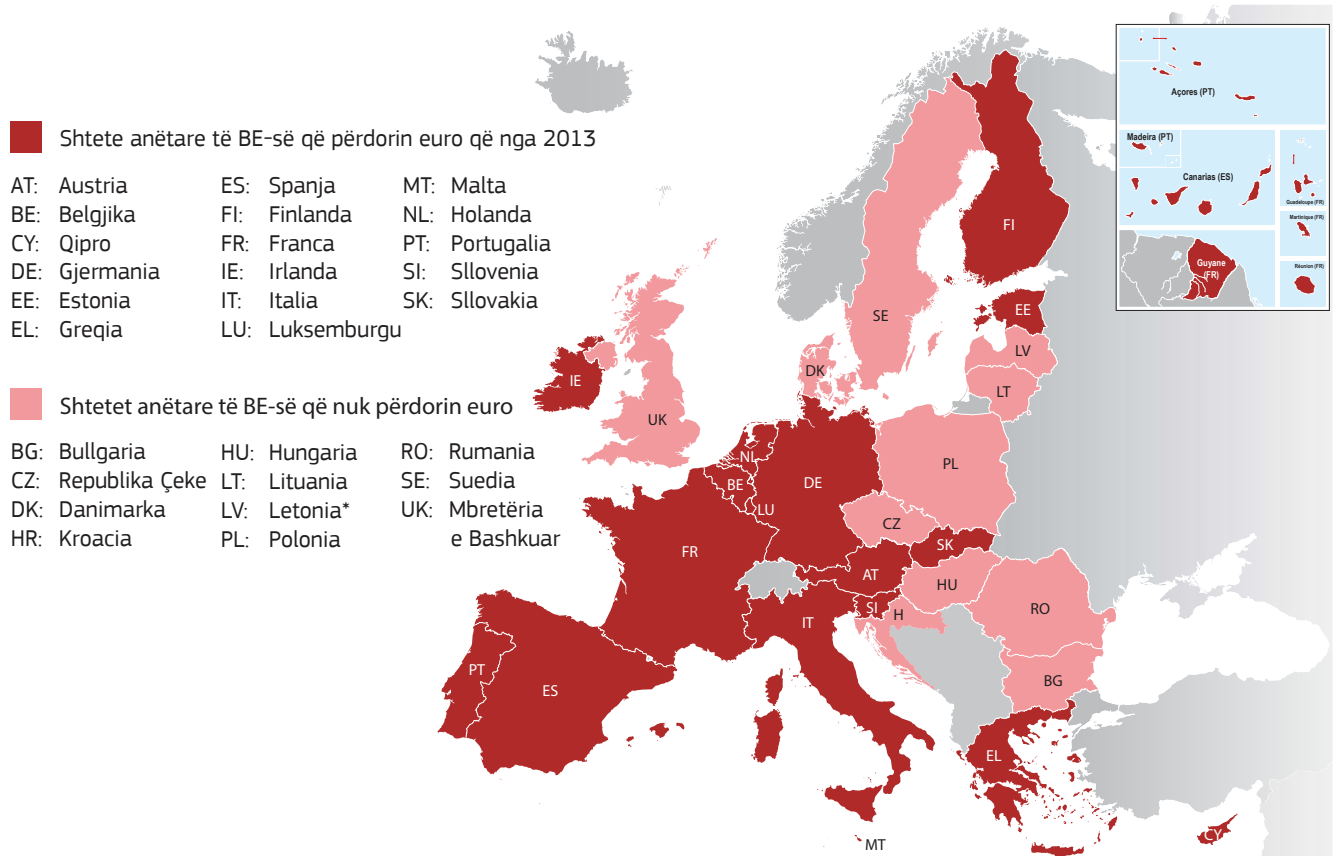 Shtete anëtare të BE-së që përdorin euro që nga 2013
AT: Austria
BE: Belgjika
CY: Qipro
DE: Gjermania
EE: Estonia
EL: Greqia
ES: Spanja
FI: Finlanda
FR: Franca
IE: Irlanda
IT: Italia
LU: Luksemburgu
MT: Malta
NL: Holanda
PT: Portugalia
SI: Sllovenia
SK: Sllovakia
Shtetet anëtare të BE-së që nuk përdorin euro
BG: Bullgaria
CZ: Republika Çeke
DK: Danimarka
HR: Kroacia
HU: Hungaria
LT: Lituania
LV: Letonia*
PL: Polonia
RO: Rumania
SE: Suedia
UK: Mbretëria
e Bashkuar
FI
SE
EE
LV
LT
DK
IE
UK
NL
BE
LU
DE
PL
CZ
SK
FR
AT
HU
SI
H
RO
IT
BG
PT
ES
EL
MT
CY
Açores (PT)
Madeira (PT)
Canarias (ES)
Guadeloupe (FR)
Martinique (FR)
Guyane
(FR)
Réunion (FR)